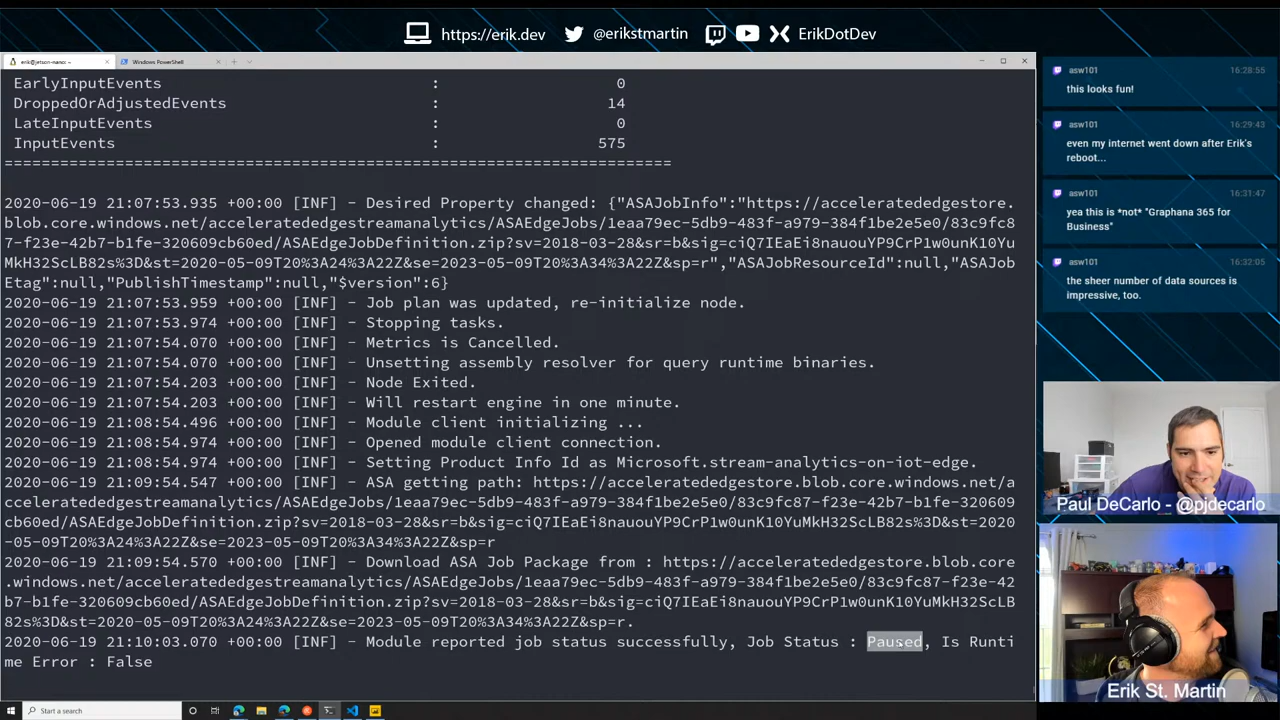 https://erik.dev
@erikstmartin
ErikDotDev
erik@jetson-nano: ~
Windows PowerShell
EarlyInputEvents : 0
DroppedOrAdjustedEvents : 14
LateInputEvents : 0
InputEvents : 575
========================================================================
2020-06-19 21:07:53.935 +00:00 [INF] - Desired Property changed: {"ASAJobInfo":"https://acceleratededgestore.
blob.core.windows.net/acceleratededgestreamanalytics/ASAEdgeJobs/1eaa79ec-5db9-483f-a979-384f1be2e5e0/83c9fc8
7-f23e-42b7-b1fe-320609cb60ed/ASAEdgeJobDefinition.zip?sv=2018-03-28&sr=b&sig=ciQ7IEaEi8nauouYP9CrP1w0unK10Yu
MkH32ScLB82s%3D&st=2020-05-09T20%3A24%3A22Z&se=2023-05-09T20%3A34%3A22Z&sp=r","ASAJobResourceId":null,"ASAJob
Etag":null,"PublishTimestamp":null,"$version":6}
2020-06-19 21:07:53.959 +00:00 [INF] - Job plan was updated, re-initialize node.
2020-06-19 21:07:53.974 +00:00 [INF] - Stopping tasks.
2020-06-19 21:07:54.070 +00:00 [INF] - Metrics is Cancelled.
2020-06-19 21:07:54.070 +00:00 [INF] - Unsetting assembly resolver for query runtime binaries.
2020-06-19 21:07:54.203 +00:00 [INF] - Node Exited.
2020-06-19 21:07:54.203 +00:00 [INF] - Will restart engine in one minute.
2020-06-19 21:08:54.496 +00:00 [INF] - Module client initializing ...
2020-06-19 21:08:54.974 +00:00 [INF] - Opened module client connection.
2020-06-19 21:08:54.974 +00:00 [INF] - Setting Product Info Id as Microsoft.stream-analytics-on-iot-edge.
2020-06-19 21:09:54.547 +00:00 [INF] - ASA getting path: https://acceleratededgestore.blob.core.windows.net/a
cceleratededgestreamanalytics/ASAEdgeJobs/1eaa79ec-5db9-483f-a979-384f1be2e5e0/83c9fc87-f23e-42b7-b1fe-320609
cb60ed/ASAEdgeJobDefinition.zip?sv=2018-03-28&sr=b&sig=ciQ7IEaEi8nauouYP9CrP1w0unK10YuMkH32ScLB82s%3D&st=2020
-05-09T20%3A24%3A22Z&se=2023-05-09T20%3A34%3A22Z&sp=r
2020-06-19 21:09:54.570 +00:00 [INF] - Download ASA Job Package from : https://acceleratededgestore.blob.core
.windows.net/acceleratededgestreamanalytics/ASAEdgeJobs/1eaa79ec-5db9-483f-a979-384f1be2e5e0/83c9fc87-f23e-42
b7-b1fe-320609cb60ed/ASAEdgeJobDefinition.zip?sv=2018-03-28&sr=b&sig=ciQ7IEaEi8nauouYP9CrP1w0unK10YuMkH32ScLB
82s%3D&st=2020-05-09T20%3A24%3A22Z&se=2023-05-09T20%3A34%3A22Z&sp=r.
2020-06-19 21:10:03.070 +00:00 [INF] - Module reported job status successfully, Job Status : Paused, Is Runti
me Error : False
asw101 16:28:55
this looks fun!
asw101 16:29:43
even my internet went down after Erik's
reboot...
asw101 16:31:47
yea this is *not* "Graphana 365 for
Business"
asw101 16:32:05
the sheer number of data sources is
impressive, too.
Paul DeCarlo - @pjdecarlo
Erik St. Martin
Start a search